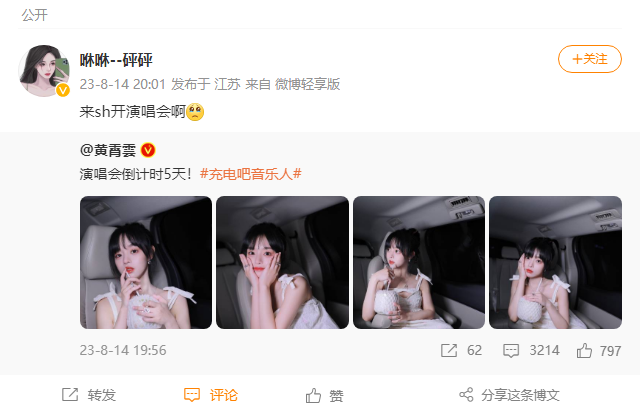 公开
咻咻--砰砰
+关注
23-8-14 20:01 发布于 江苏 来自 微博轻享版
来sh开演唱会啊🥺
@黄霄雲
演唱会倒计时5天！#充电吧音乐人#
23-8-14 19:56
62
3214
797
转发
评论
赞
分享这条博文